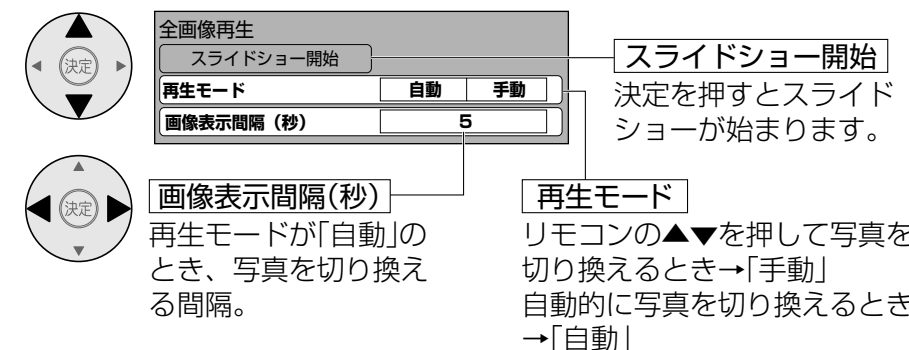 全画像再生
スライドショー開始
再生モード 自動 手動
画像表示間隔(秒) 5
決定
スライドショー開始
決定を押すとスライド
ショーが始まります。
決定
画像表示間隔(秒)
再生モードが「自動」の
とき、写真を切り換え
る間隔。
再生モード
リモコンの▲▼を押して写真を
切り換えるとき→「手動」
自動的に写真を切り換えるとき
→「自動」